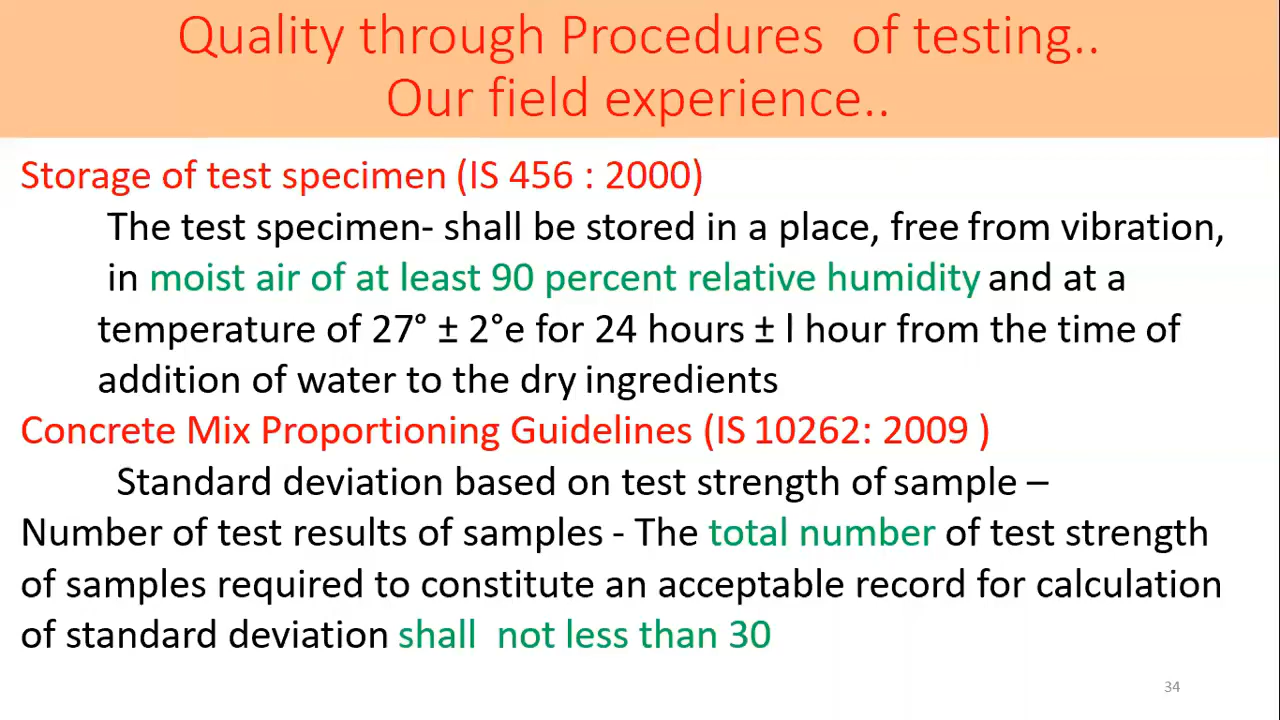 Quality through Procedures of testing..
Our field experience..
Storage of test specimen (IS 456 : 2000)
The test specimen- shall be stored in a place, free from vibration,
in moist air of at least 90 percent relative humidity and at a
temperature of 27° ± 2°e for 24 hours ± l hour from the time of
addition of water to the dry ingredients
Concrete Mix Proportioning Guidelines (IS 10262: 2009 )
Standard deviation based on test strength of sample –
Number of test results of samples - The total number of test strength
of samples required to constitute an acceptable record for calculation
of standard deviation shall not less than 30
34